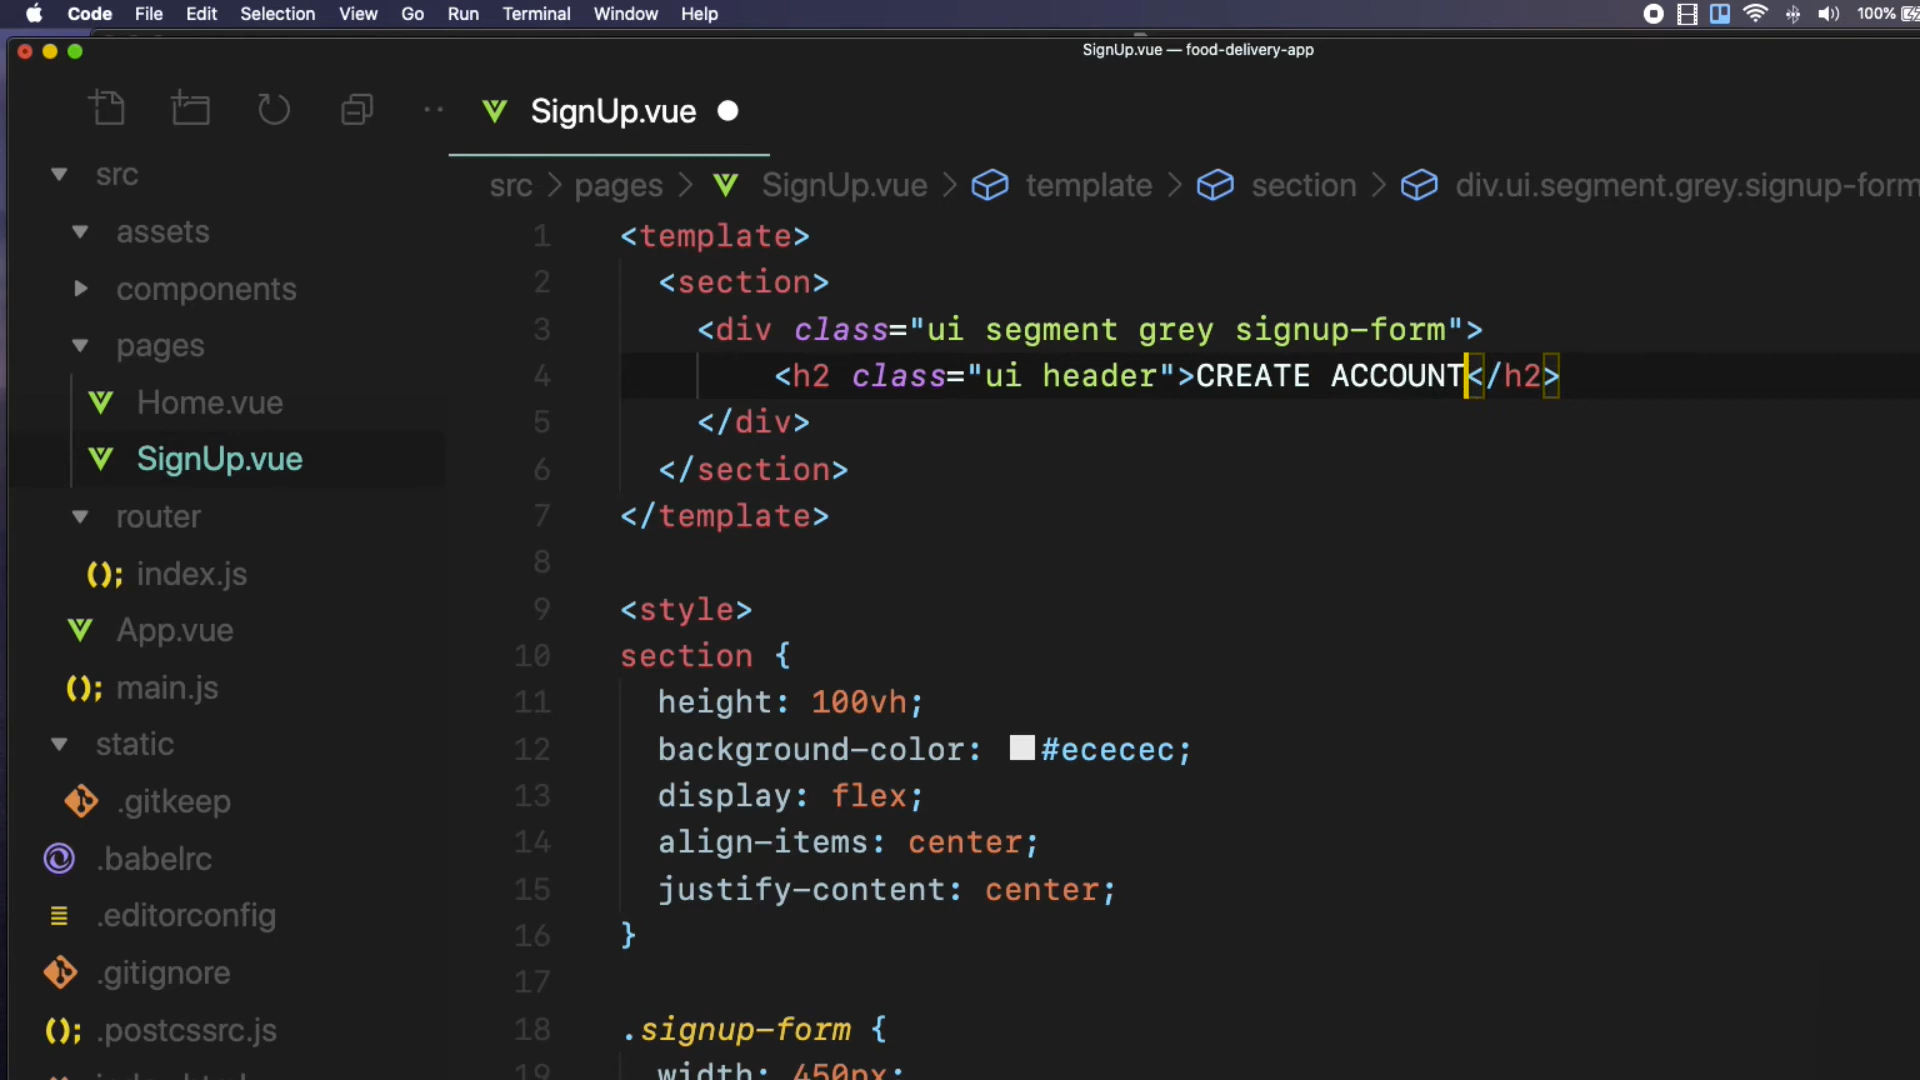 Code File Edit Selection View Go Run Terminal Window Help 100%
SignUp.vue — food-delivery-app
SignUp.vue
src > pages > SignUp.vue > template > section > div.ui.segment.grey.signup-form
src
assets
components
pages
Home.vue
SignUp.vue
router
index.js
App.vue
main.js
static
.gitkeep
.babelrc
.editorconfig
.gitignore
.postcssrc.js
1 <template>
2 <section>
3 <div class="ui segment grey signup-form">
4 <h2 class="ui header">CREATE ACCOUNT</h2>
5 </div>
6 </section>
7 </template>
8
9 <style>
10 section {
11 height: 100vh;
12 background-color: #ececec;
13 display: flex;
14 align-items: center;
15 justify-content: center;
16 }
17
18 .signup-form {
19 width: 450px;